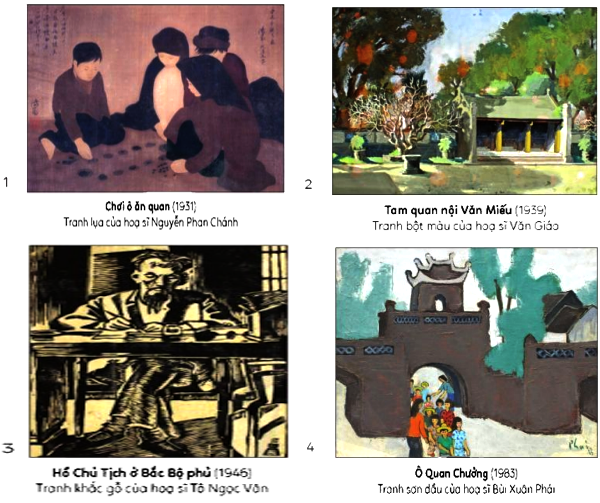 1
Chơi ô ăn quan (1931)
Tranh lụa của hoạ sĩ Nguyễn Phan Chánh
2
Tam quan nội Văn Miếu (1939)
Tranh bột màu của hoạ sĩ Văn Giáo
3
Hồ Chủ Tịch ở Bắc Bộ phủ (1946)
Tranh khắc gỗ của hoạ sĩ Tô Ngọc Vân
4
Phái
Ô Quan Chưởng (1983)
Tranh sơn dầu của hoạ sĩ Bùi Xuân Phái